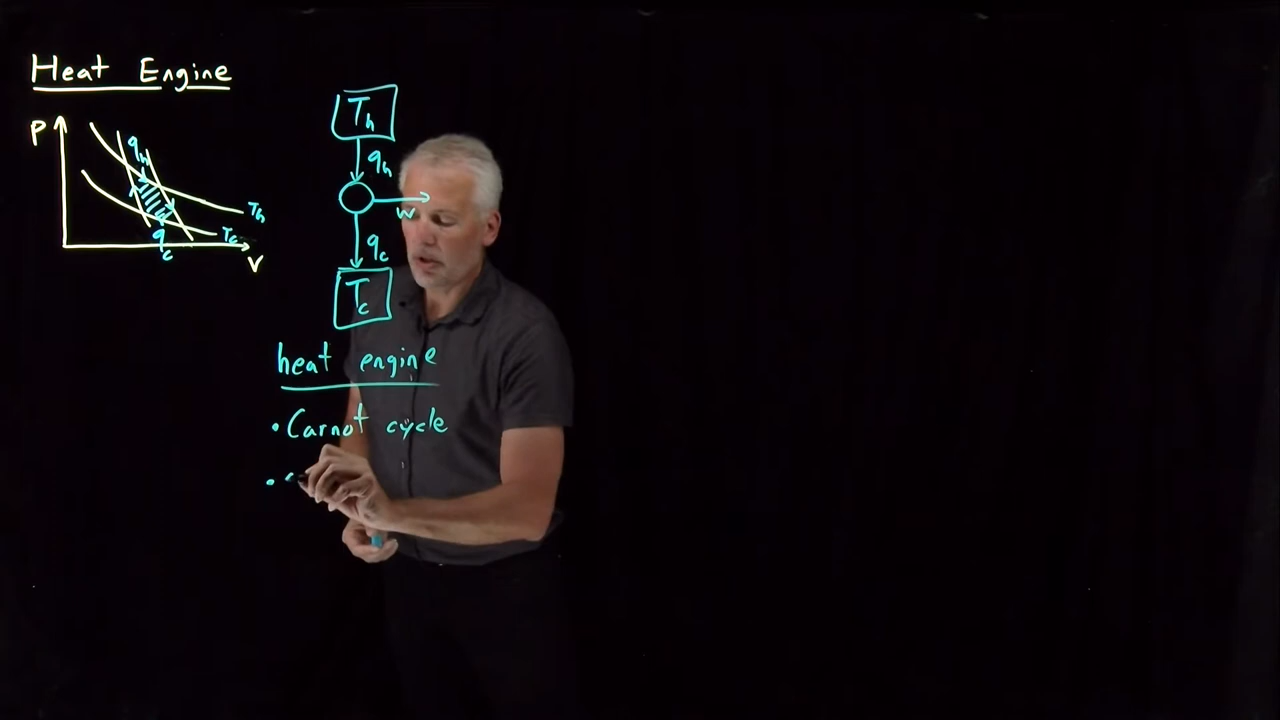 Heat Engine
P
q_h
T_h
T_c
q_c
V
T_h
q_h
w
q_c
T_c
heat engine
• Carnot cycle
•